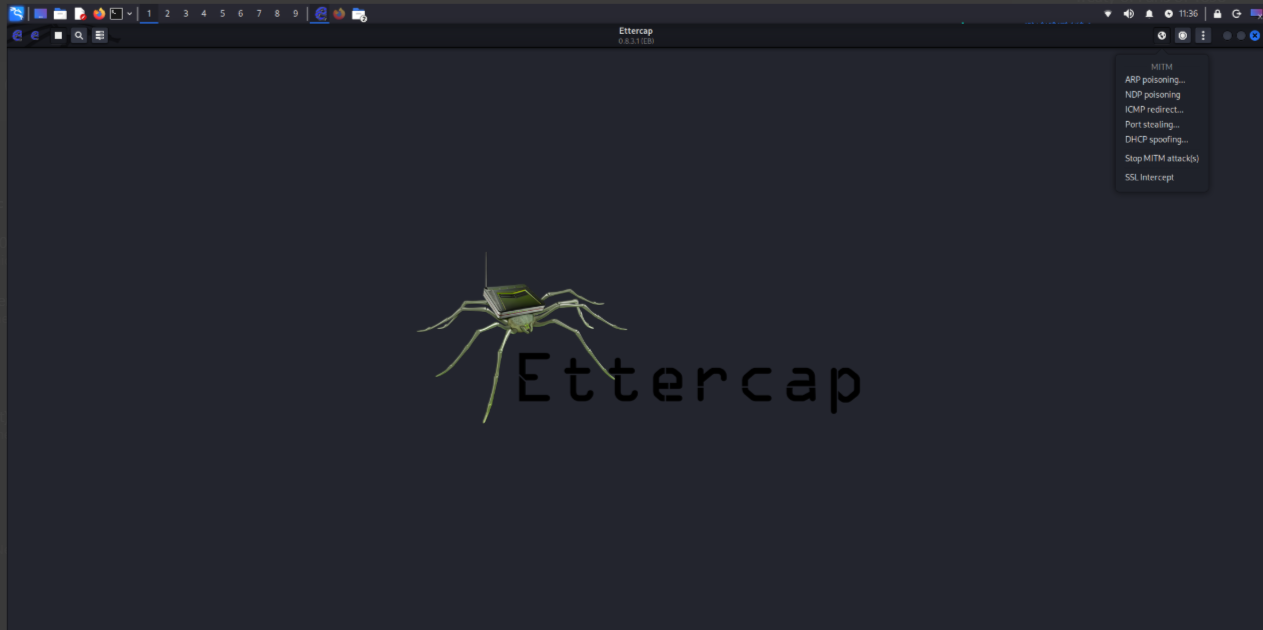 1 2 3 4 5 6 7 8 9
11:36
Ettercap
0.8.3.1 (EB)
MITM
ARP poisoning...
NDP poisoning
ICMP redirect...
Port stealing...
DHCP spoofing...
Stop MITM attack(s)
SSL Intercept
Ettercap